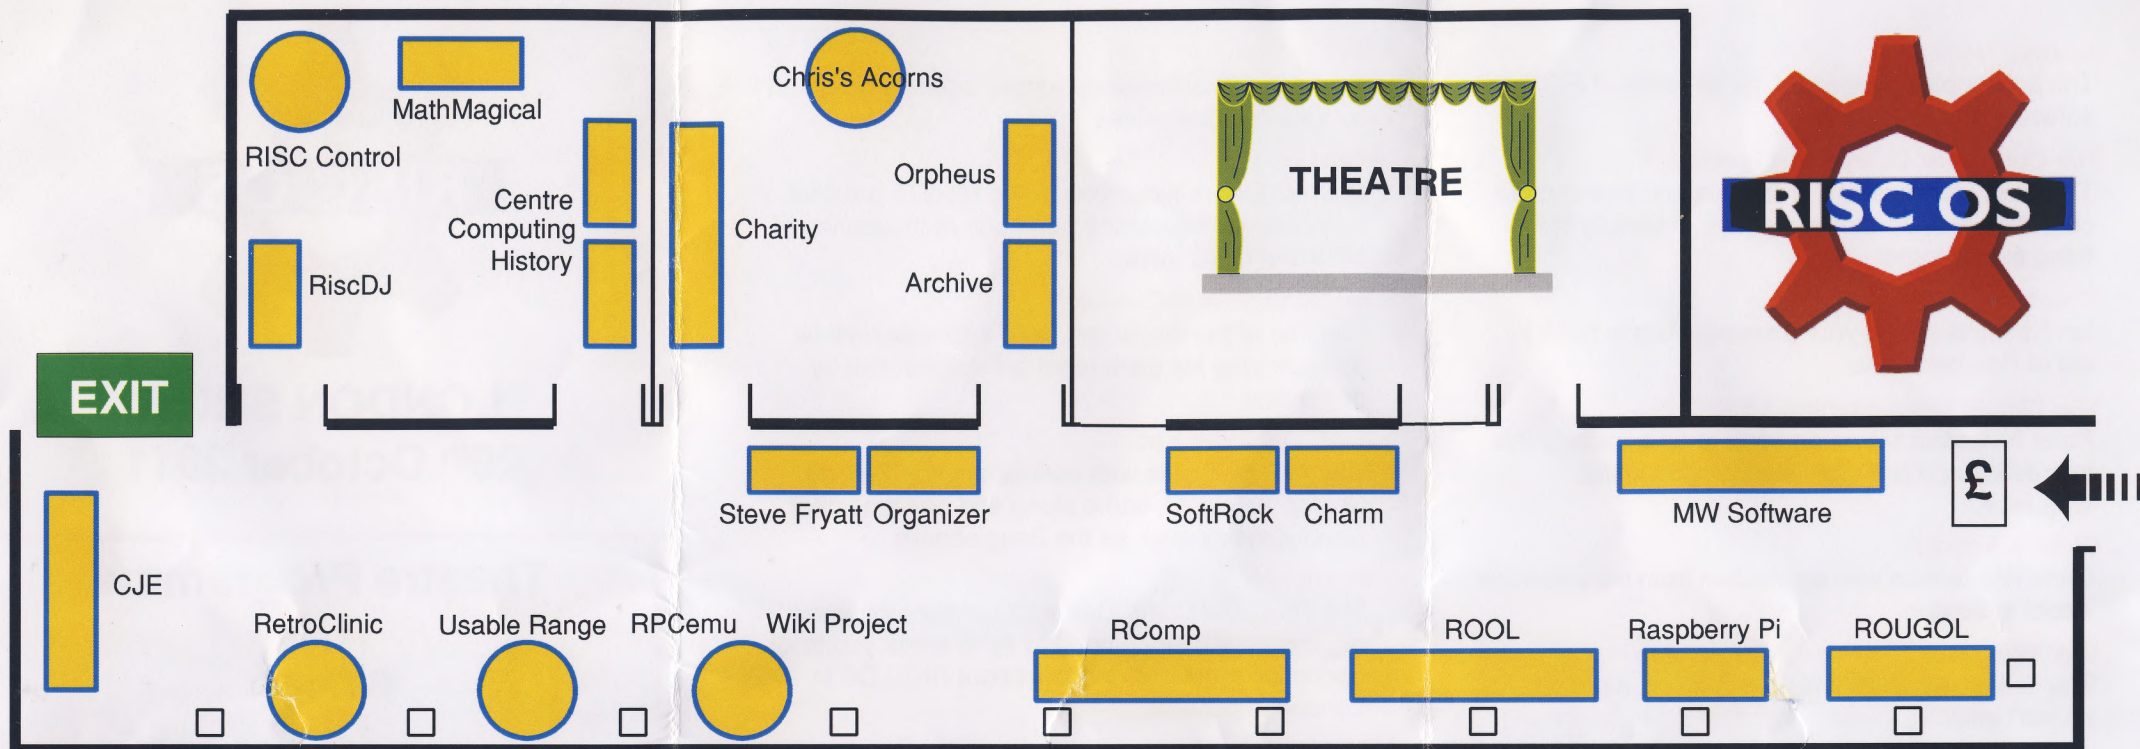 RISC Control
MathMagical
Centre
Computing
History
RiscDJ
Chris's Acorns
Charity
Orpheus
Archive
THEATRE
RISC OS
EXIT
Steve Fryatt
Organizer
SoftRock
Charm
MW Software
£
CJE
RetroClinic
Usable Range
RPCemu
Wiki Project
RComp
ROOL
Raspberry Pi
ROUGOL